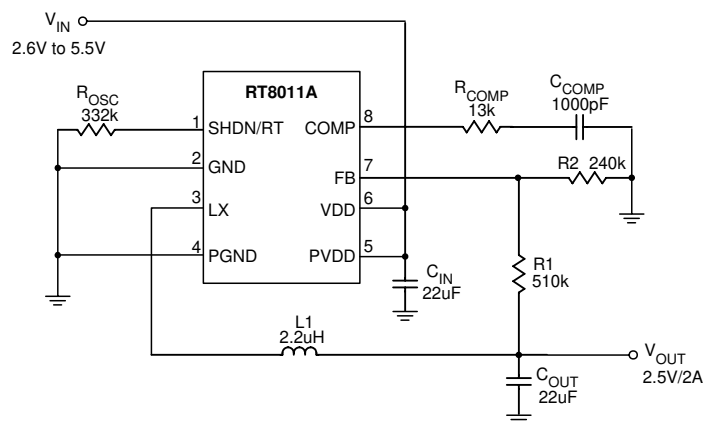 VIN
2.6V to 5.5V
ROSC
332k
RT8011A
1
SHDN/RT
2
GND
3
LX
4
PGND
COMP
8
FB
7
VDD
6
PVDD
5
RCOMP
13k
CCOMP
1000pF
R2 240k
R1
510k
CIN
22uF
L1
2.2uH
COUT
22uF
VOUT
2.5V/2A